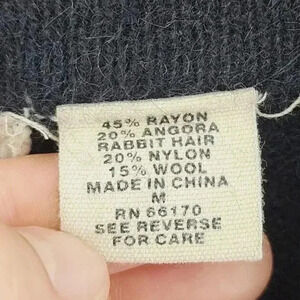 45% RAYON
20% ANGORA
RABBIT HAIR
20% NYLON
15% WOOL
MADE IN CHINA
M
RN 66170
SEE REVERSE
FOR CARE